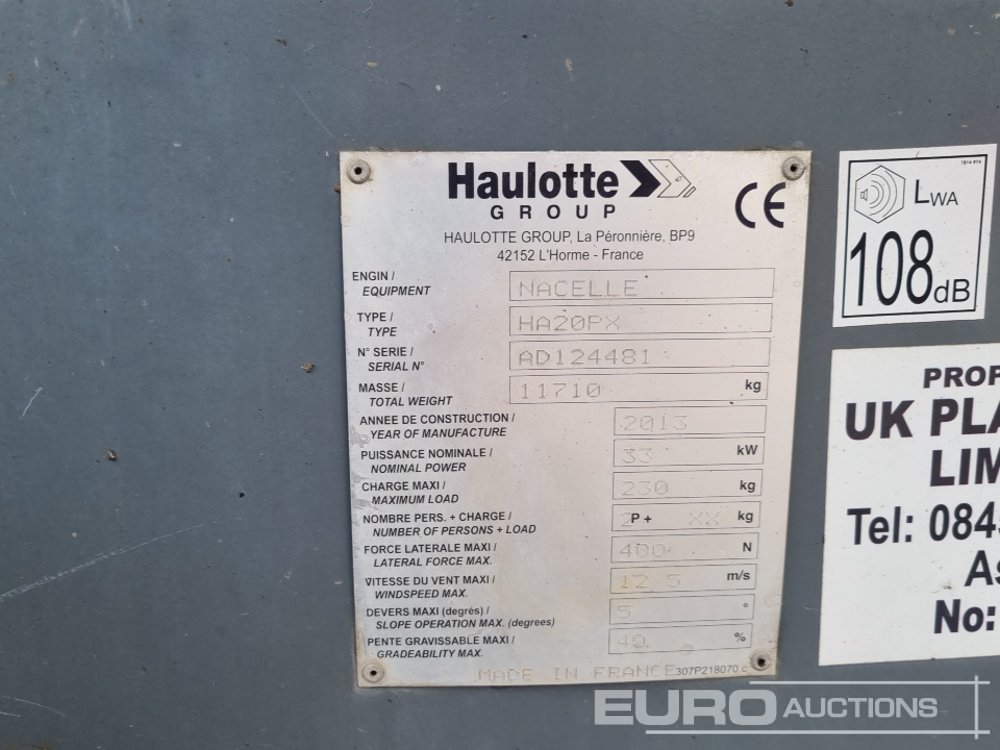 Haulotte
GROUP
CE
HAULOTTE GROUP, La Péronnière, BP9
42152 L'Horme - France
ENGIN /
EQUIPMENT
NACELLE
TYPE /
TYPE
HA20PX
N° SERIE /
SERIAL N°
AD124481
MASSE /
TOTAL WEIGHT
11710 kg
ANNEE DE CONSTRUCTION /
YEAR OF MANUFACTURE
2013
PUISSANCE NOMINALE /
NOMINAL POWER
33 kW
CHARGE MAXI /
MAXIMUM LOAD
230 kg
NOMBRE PERS. + CHARGE /
NUMBER OF PERSONS + LOAD
2P + XX kg
FORCE LATERALE MAXI /
LATERAL FORCE MAX.
400 N
VITESSE DU VENT MAXI /
WINDSPEED MAX.
12 5 m/s
DEVERS MAXI (degrés) /
SLOPE OPERATION MAX. (degrees)
5 °
PENTE GRAVISSABLE MAXI /
GRADEABILITY MAX.
40 %
MADE IN FRANCE 307P218070 c
LWA
108dB
PROP
UK PLA
LIM
Tel: 084
As
No:
EURO AUCTIONS